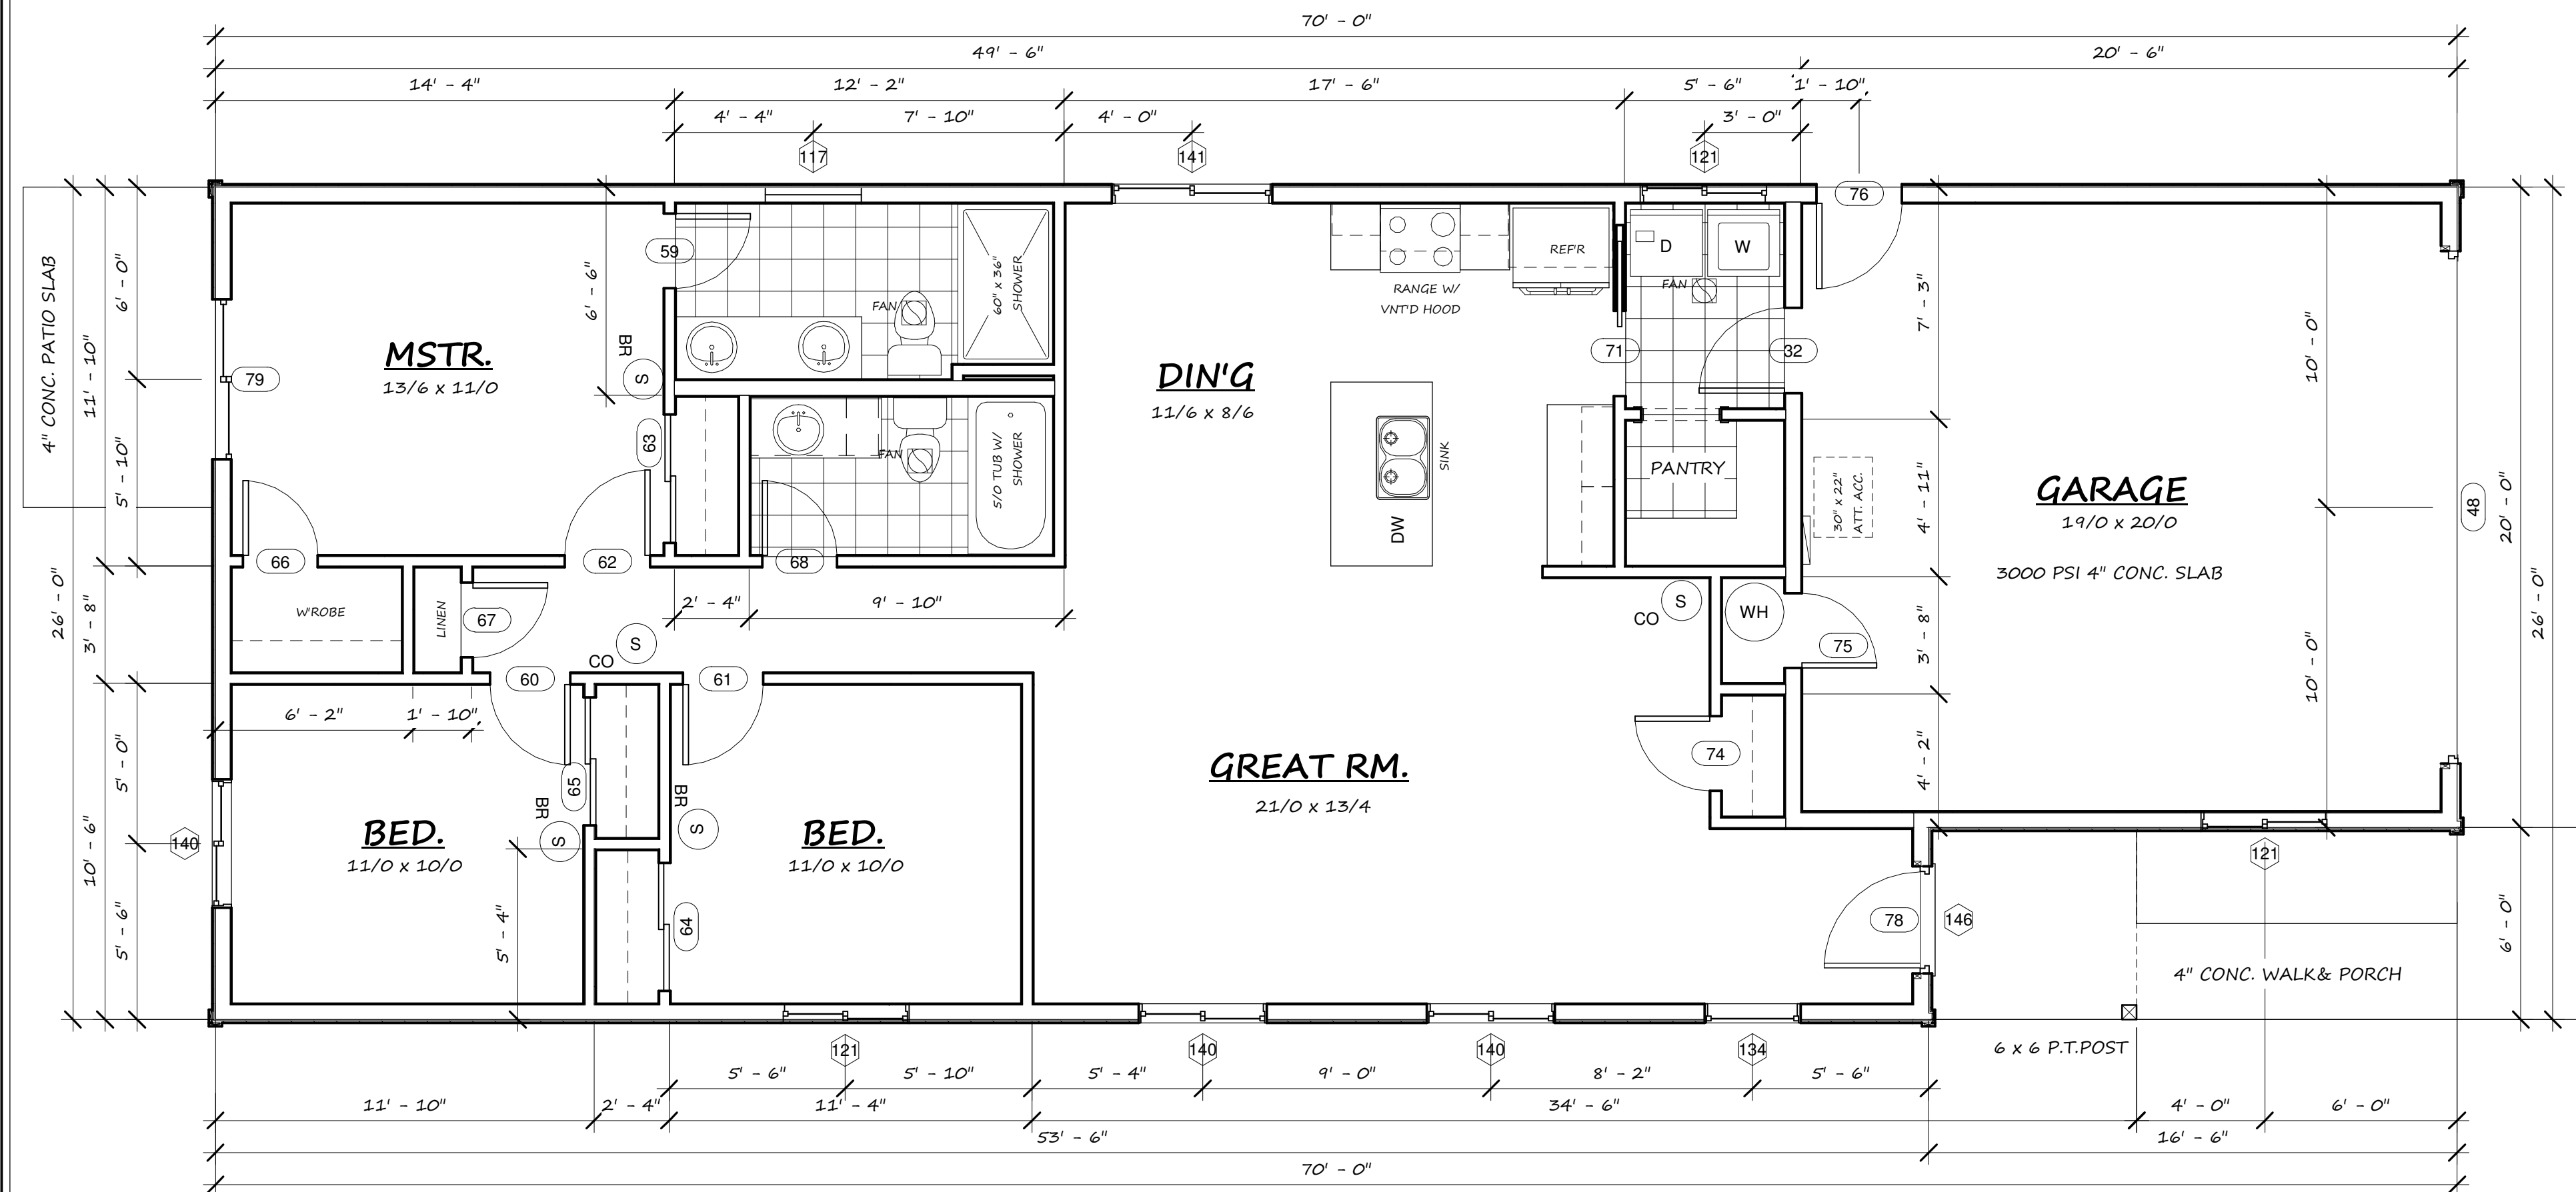 70' - 0"
49' - 6"
20' - 6"
14' - 4"
12' - 2"
17' - 6"
5' - 6"
1' - 10"
4' - 4"
7' - 10"
4' - 0"
3' - 0"
117
141
121
76
59
6' - 0"
6' - 6"
FAN
60" x 36"
SHOWER
REF'R
D
W
FAN
RANGE W/
VNT'D HOOD
7' - 3"
10' - 0"
4" CONC. PATIO SLAB
11' - 10"
MSTR.
13/6 x 11/0
BR
S
79
DIN'G
11/6 x 8/6
71
32
63
FAN
5/0 TUB W/
SHOWER
SINK
DW
PANTRY
30" x 22"
ATT. ACC.
4' - 11"
GARAGE
19/0 x 20/0
3000 PSI 4" CONC. SLAB
48
20' - 0"
5' - 10"
66
62
68
26' - 0"
3' - 8"
W'ROBE
LINEN
67
2' - 4"
9' - 10"
CO
S
WH
75
3' - 8"
10' - 0"
26' - 0"
CO
S
60
61
6' - 2"
1' - 10"
5' - 0"
65
BR
S
BR
S
74
4' - 2"
GREAT RM.
21/0 x 13/4
140
BED.
11/0 x 10/0
BED.
11/0 x 10/0
121
10' - 6"
5' - 6"
5' - 4"
64
78
146
6' - 0"
4" CONC. WALK& PORCH
6 x 6 P.T.POST
121
140
140
134
5' - 6"
5' - 10"
5' - 4"
9' - 0"
8' - 2"
5' - 6"
11' - 10"
2' - 4"
11' - 4"
34' - 6"
4' - 0"
6' - 0"
53' - 6"
16' - 6"
70' - 0"